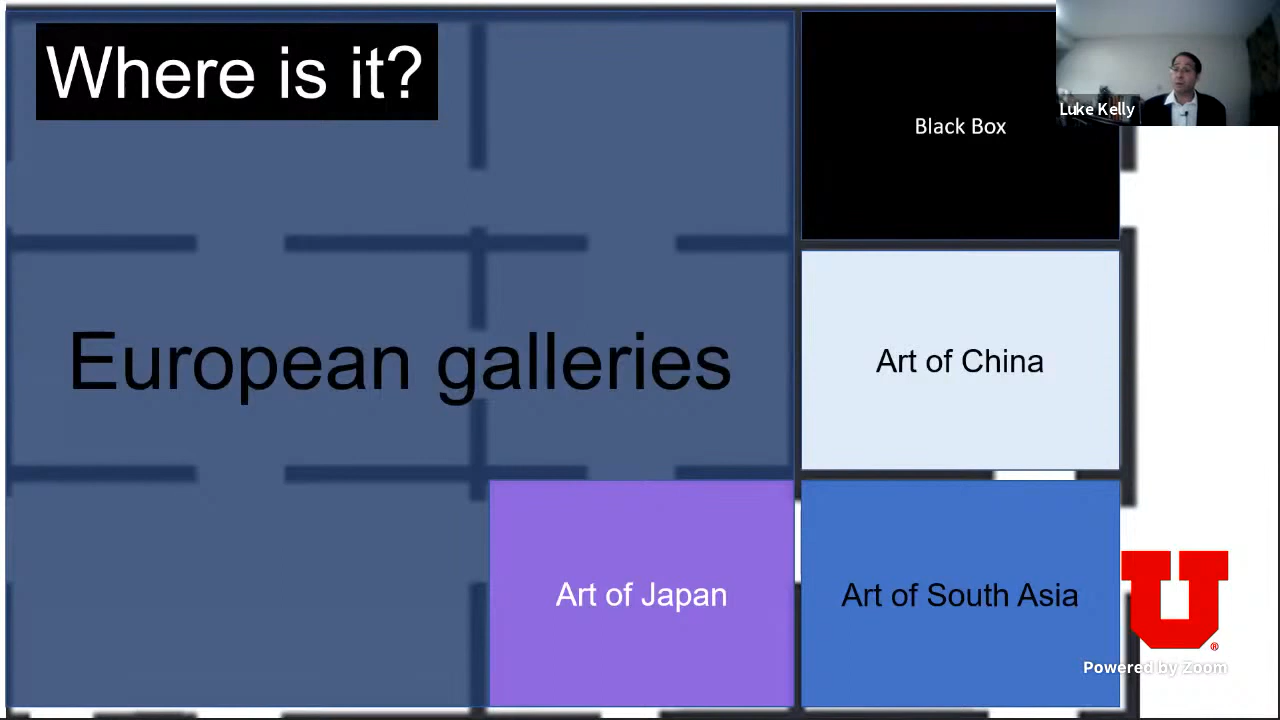 Where is it?
Black Box
Luke Kelly
European galleries
Art of China
Art of Japan
Art of South Asia
U
®
Powered by Zoom